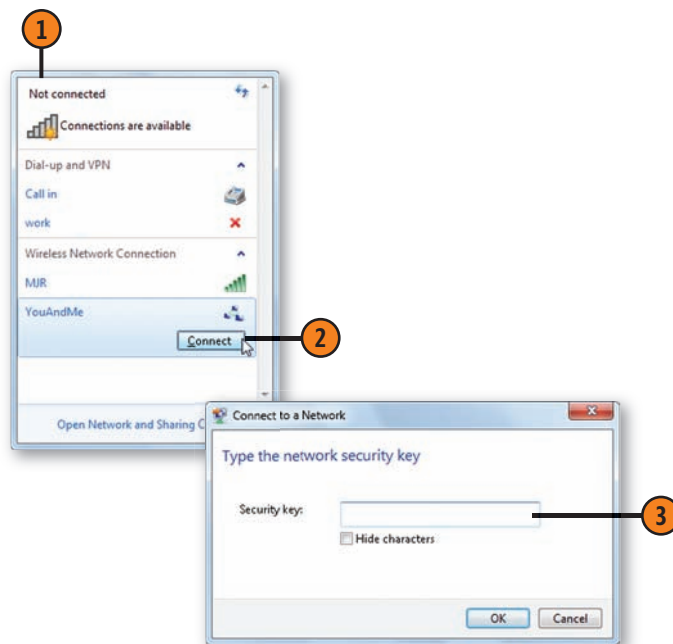 1
Not connected
Connections are available
Dial-up and VPN
Call in
work
Wireless Network Connection
MJR
YouAndMe
Connect
2
Open Network and Sharing C
Connect to a Network
Type the network security key
Security key:
3
Hide characters
OK
Cancel